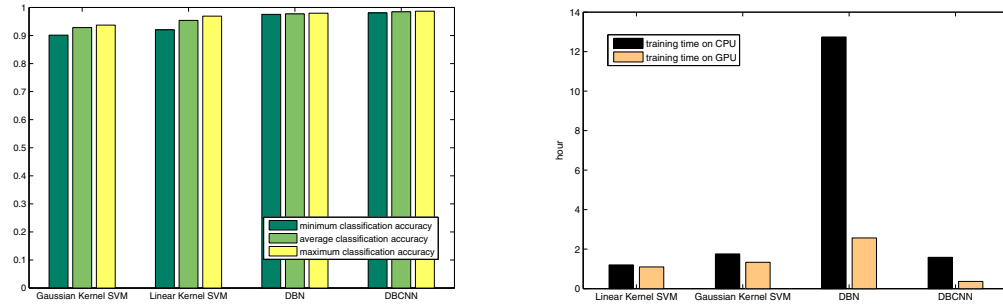 1
0.9
0.8
0.7
0.6
0.5
0.4
0.3
0.2
0.1
0
minimum classification accuracy
average classification accuracy
maximum classification accuracy
Gaussian Kernel SVM Linear Kernel SVM DBN DBCNN
14
12
10
8
6
4
2
0
hour
training time on CPU
training time on GPU
Linear Kernel SVM Gaussian Kernel SVM DBN DBCNN